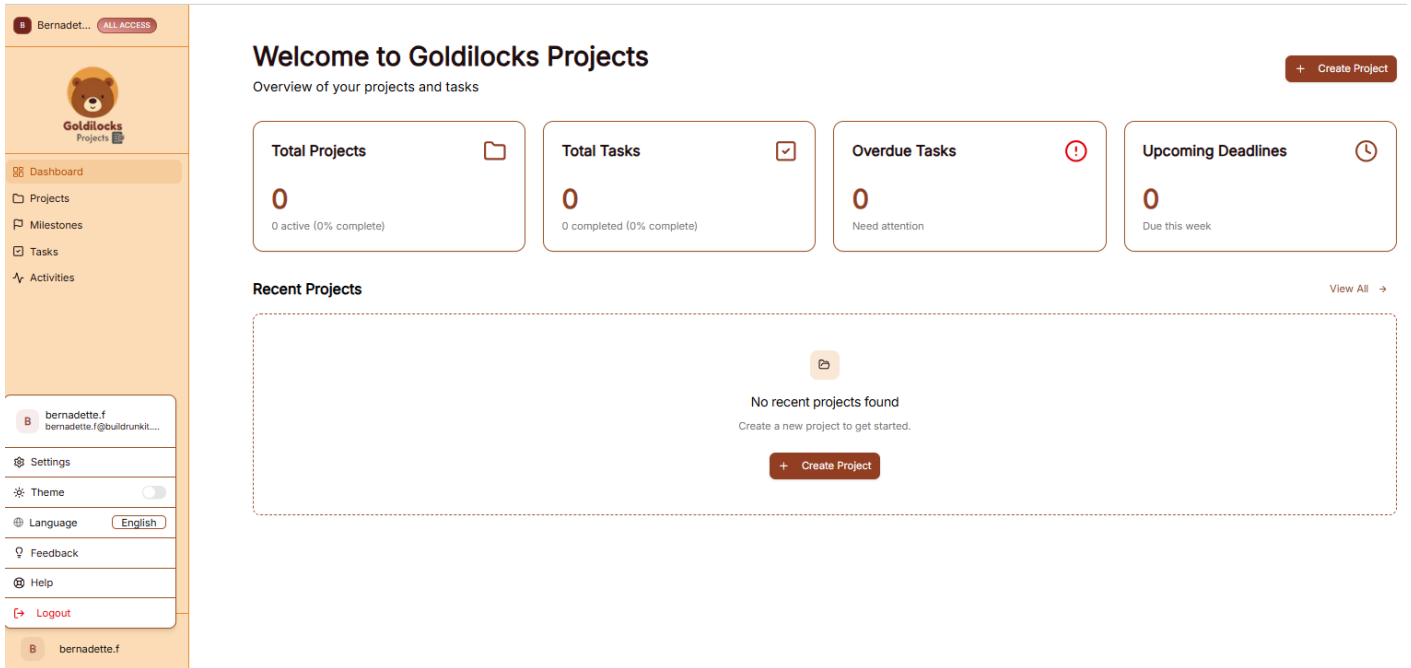 B Bernadet... ALL ACCESS
Goldilocks
Projects
Dashboard
Projects
Milestones
Tasks
Activities
B bernadette.f
bernadette.f@buildrunkit....
Settings
Theme
Language English
Feedback
Help
Logout
B bernadette.f
Welcome to Goldilocks Projects
Overview of your projects and tasks
+ Create Project
Total Projects
0
0 active (0% complete)
Total Tasks
0
0 completed (0% complete)
Overdue Tasks
0
Need attention
Upcoming Deadlines
0
Due this week
Recent Projects
View All →
No recent projects found
Create a new project to get started.
+ Create Project